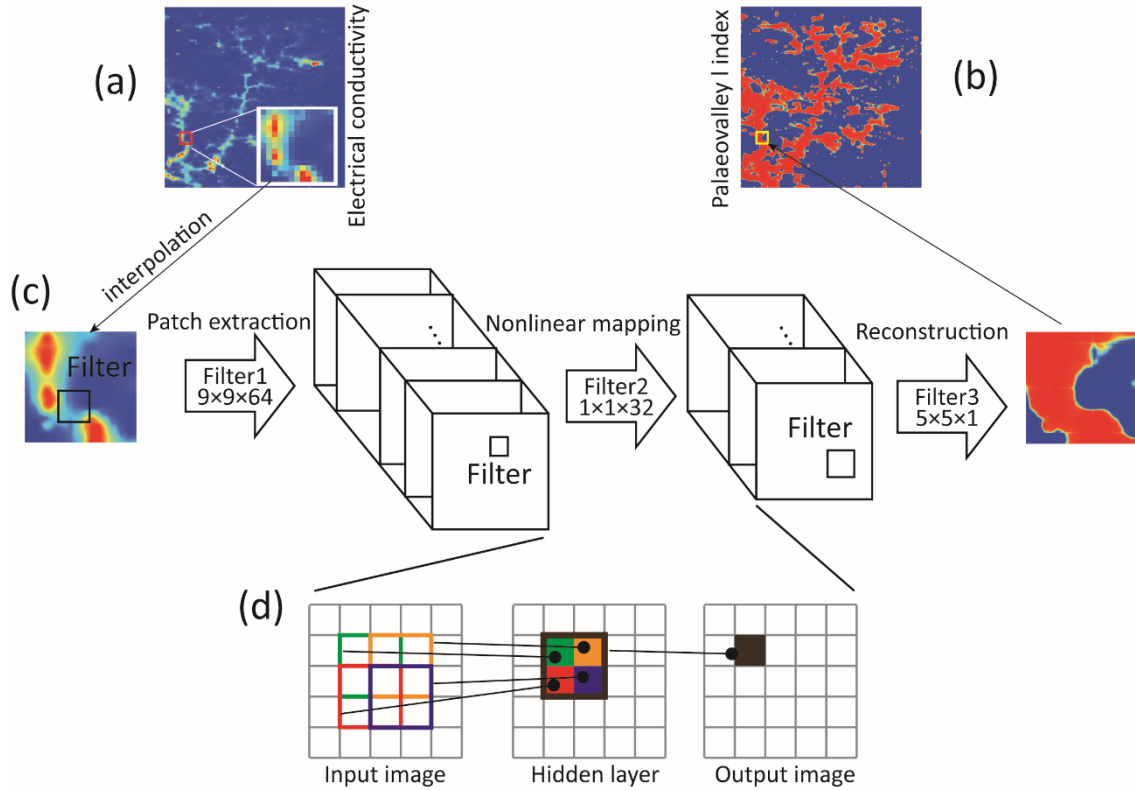 (a)
Electrical conductivity
Palaeovalley I index
(b)
interpolation
(c)
Filter
Patch extraction
Filter1
9×9×64
Filter
Nonlinear mapping
Filter2
1×1×32
Filter
Reconstruction
Filter3
5×5×1
(d)
Input image
Hidden layer
Output image